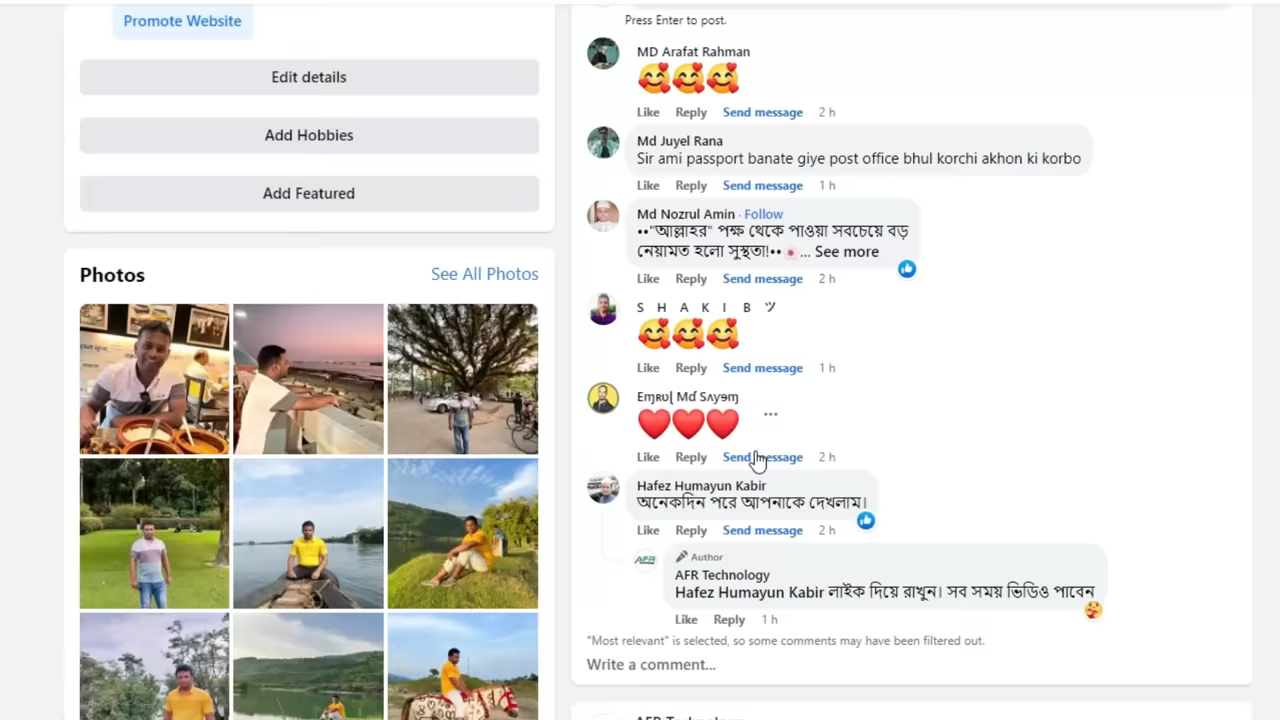 Promote Website
Edit details
Add Hobbies
Add Featured
Photos
See All Photos
Press Enter to post.
MD Arafat Rahman
🥰🥰🥰
Like Reply Send message 2 h
Md Juyel Rana
Sir ami passport banate giye post office bhul korchi akhon ki korbo
Like Reply Send message 1 h
Md Nozrul Amin · Follow
••"আল্লাহর" পক্ষ থেকে পাওয়া সবচেয়ে বড়
নেয়ামত হলো সুস্থতা!••... See more
Like Reply Send message 2 h
S H A K I B ツ
🥰🥰🥰
Like Reply Send message 1 h
❤️❤️❤️
Like Reply Send message 2 h
Hafez Humayun Kabir
অনেকদিন পরে আপনাকে দেখলাম।
Like Reply Send message 2 h
AFR
Author
AFR Technology
Hafez Humayun Kabir লাইক দিয়ে রাখুন। সব সময় ভিডিও পাবেন
Like Reply 1 h
"Most relevant" is selected, so some comments may have been filtered out.
Write a comment...
AFR Technology